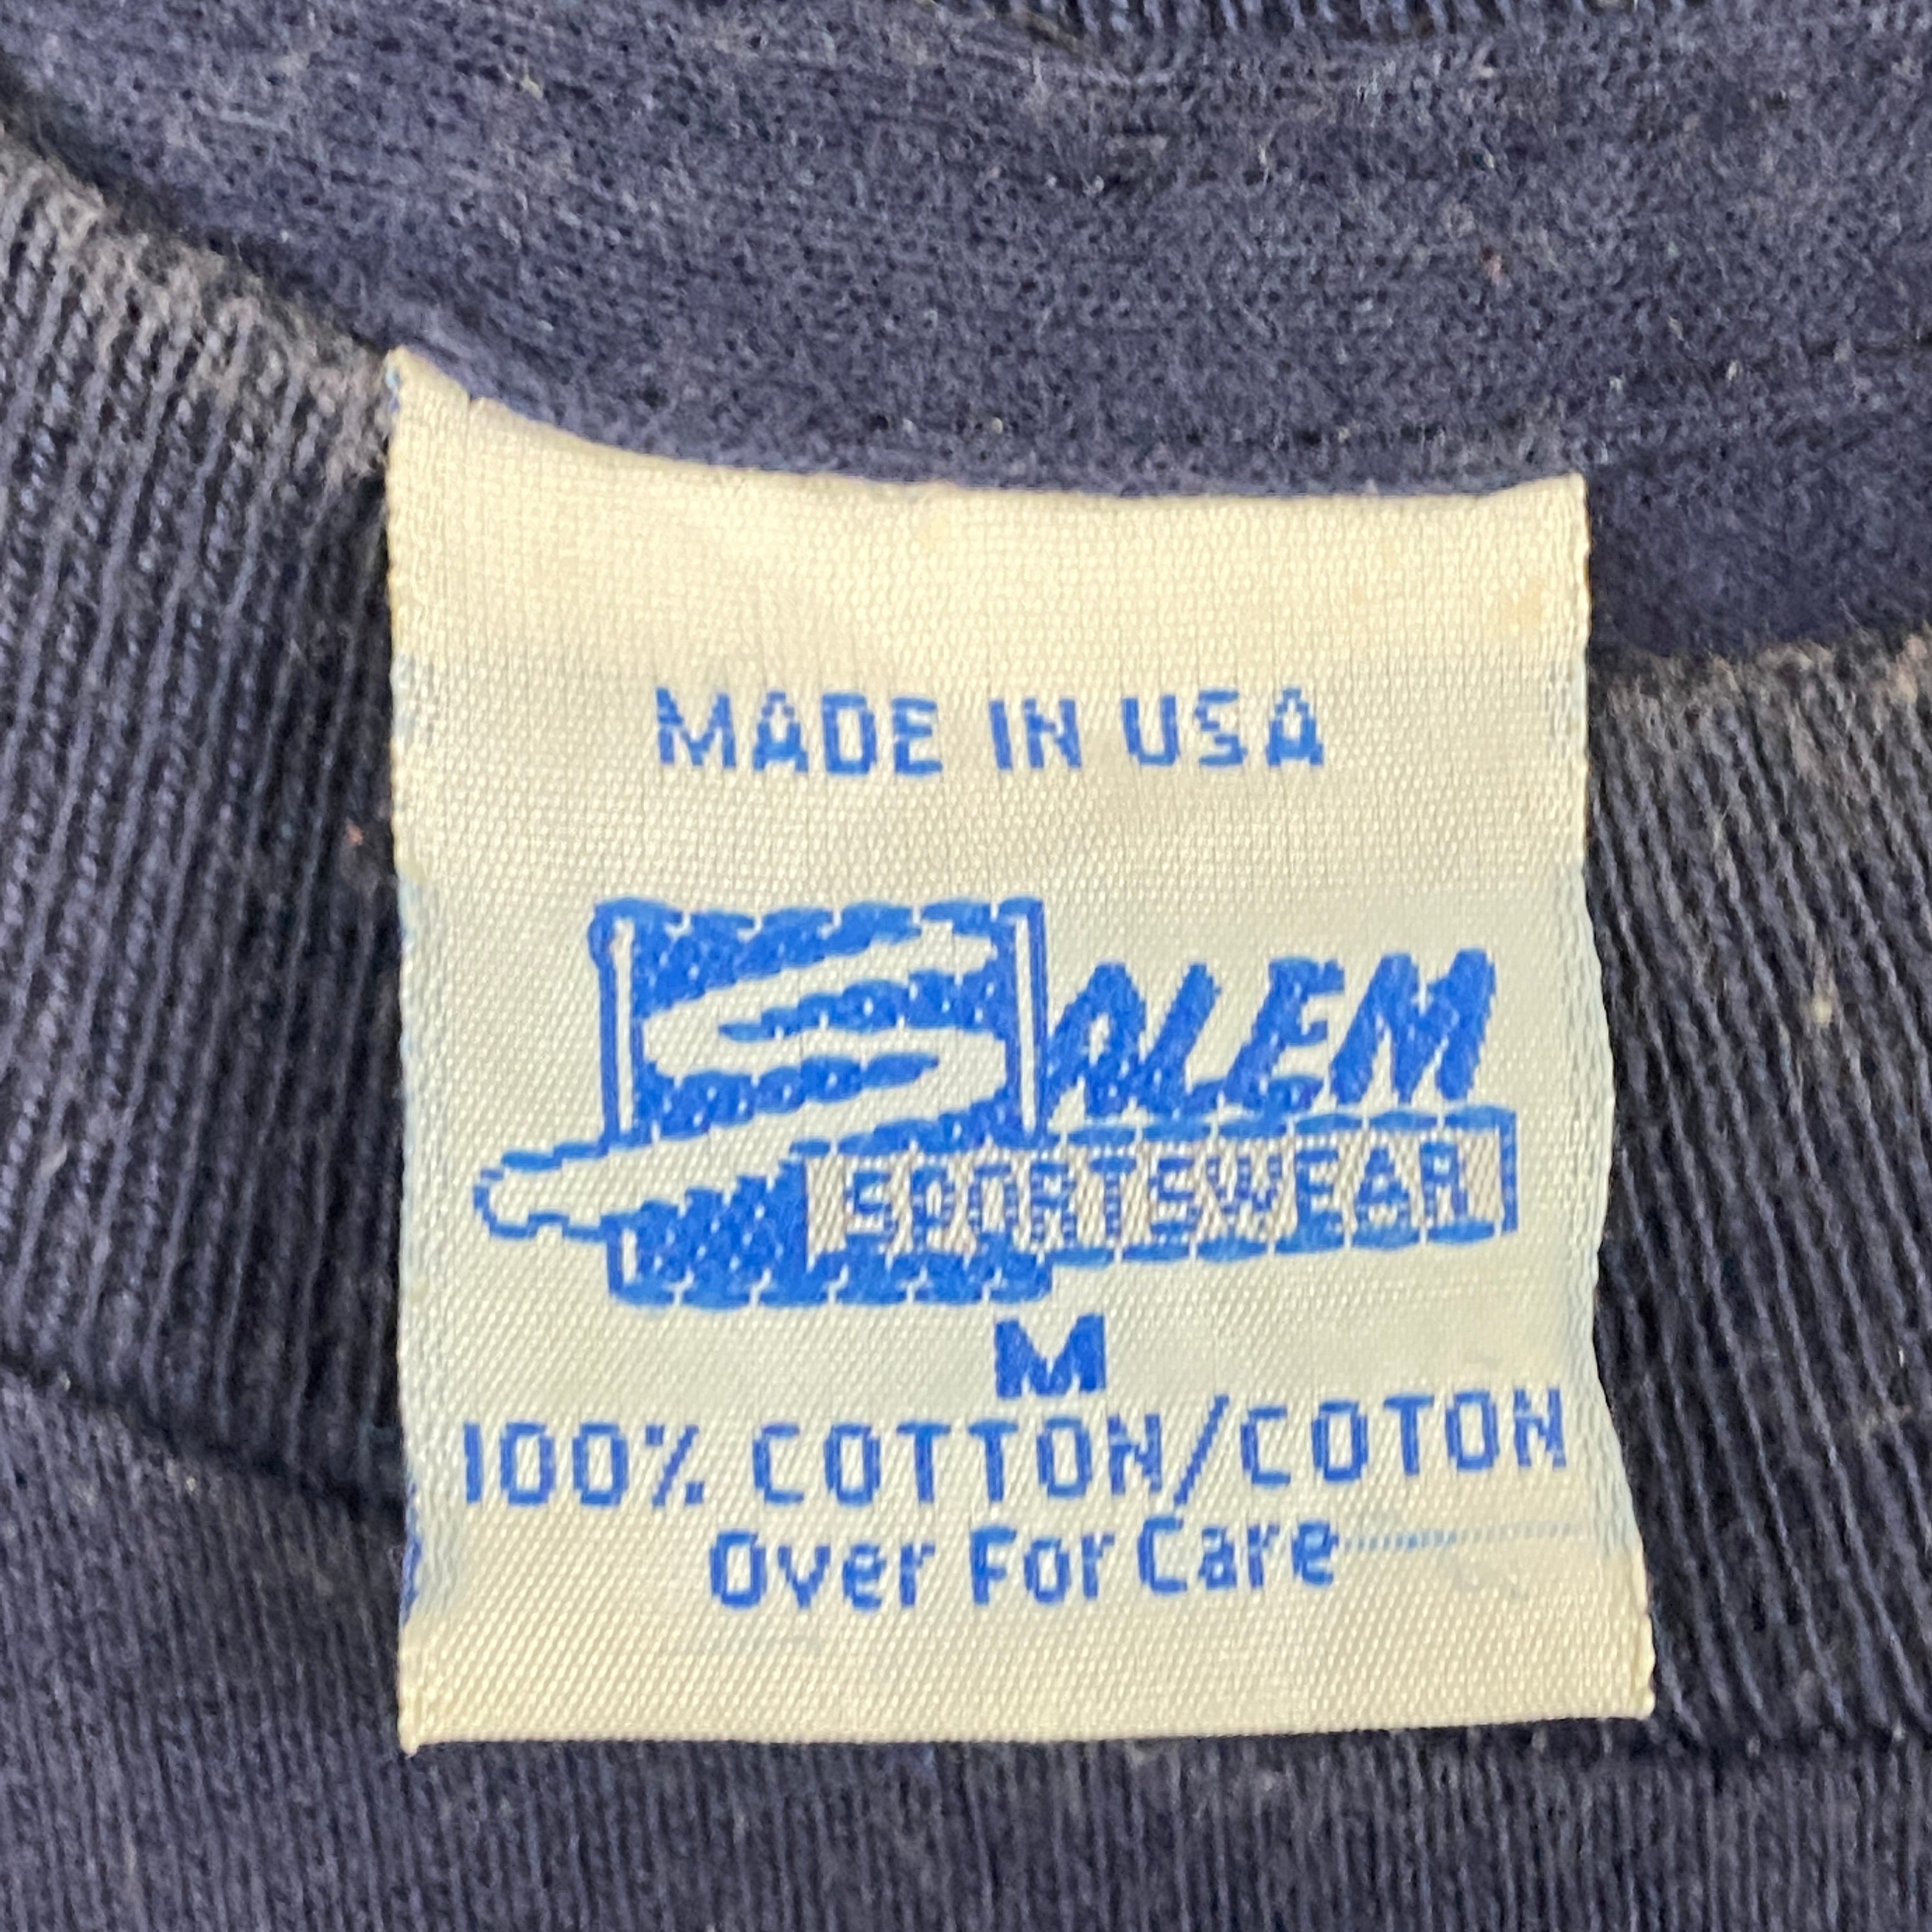 MADE IN USA
SALEM
SPORTSWEAR
M
100% COTTON/COTON
Over For Care